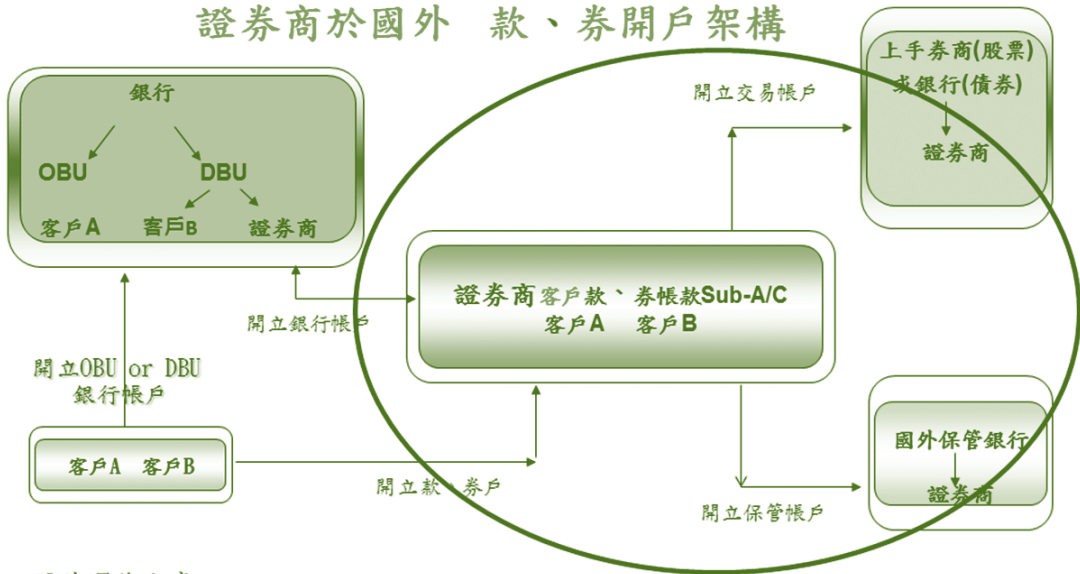 證券商於國外 款、券開戶架構
銀行
OBU DBU
客戶A 客戶B 證券商
開立OBU or DBU
銀行帳戶
客戶A 客戶B
開立銀行帳戶
開立款、券戶
證券商客戶款、券帳款Sub-A/C
客戶A 客戶B
開立交易帳戶
上手券商(股票)
或銀行(債券)
證券商
開立保管帳戶
國外保管銀行
證券商